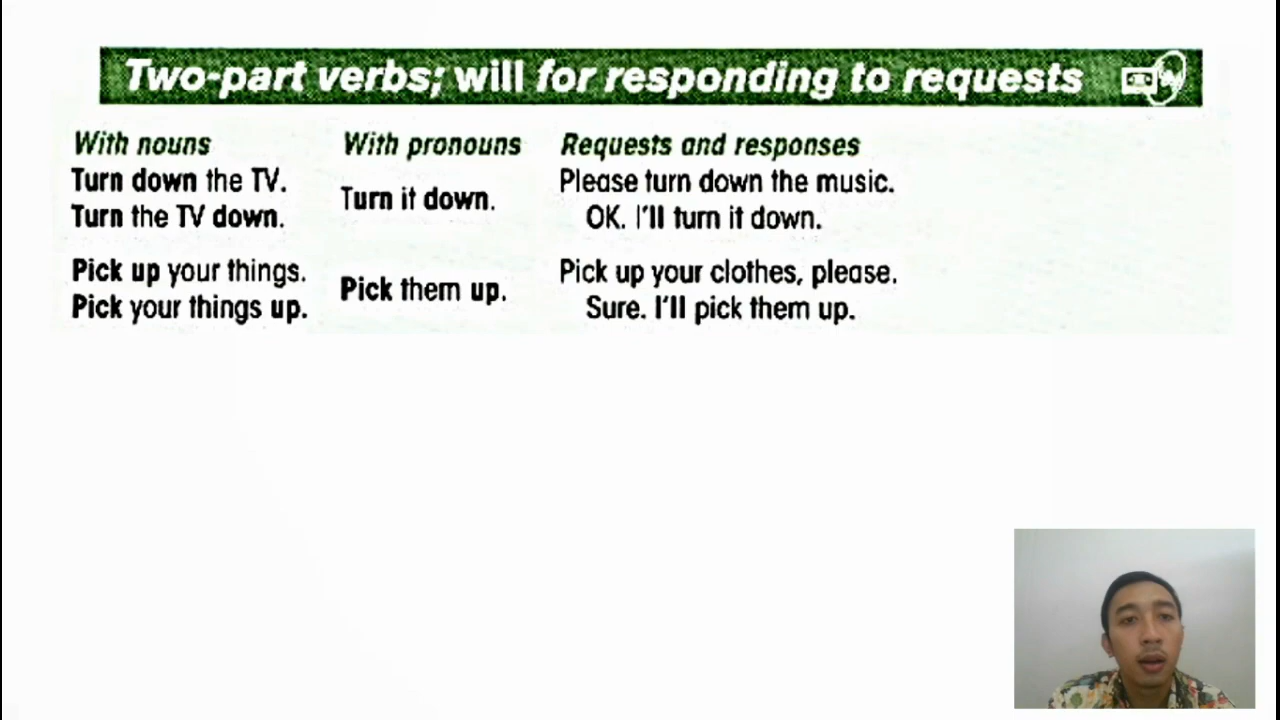 Two-part verbs; will for responding to requests
With nouns
Turn down the TV.
Turn the TV down.
Pick up your things.
Pick your things up.
With pronouns
Turn it down.
Pick them up.
Requests and responses
Please turn down the music.
OK. I'll turn it down.
Pick up your clothes, please.
Sure. I'll pick them up.